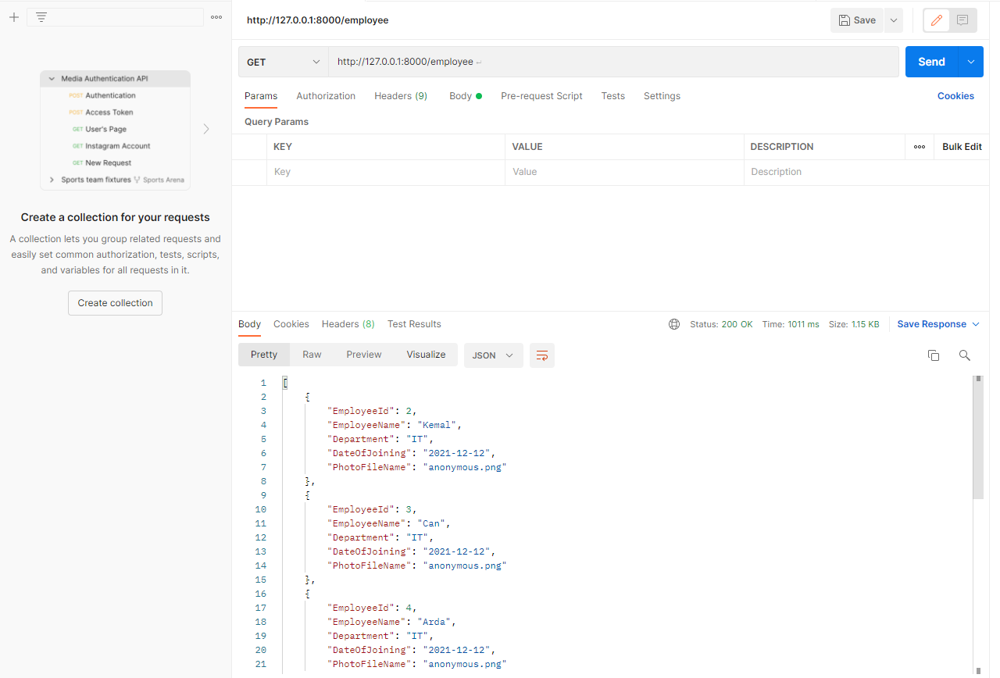 http://127.0.0.1:8000/employee
Save
GET
http://127.0.0.1:8000/employee
Send
Params Authorization Headers (9) Body Pre-request Script Tests Settings Cookies
Query Params
KEY VALUE DESCRIPTION Bulk Edit
Key Value Description
Media Authentication API
POST Authentication
POST Access Token
GET User's Page
GET Instagram Account
GET New Request
Sports team fixtures Sports Arena
Create a collection for your requests
A collection lets you group related requests and
easily set common authorization, tests, scripts,
and variables for all requests in it.
Create collection
Body Cookies Headers (8) Test Results Status: 200 OK Time: 1011 ms Size: 1.15 KB Save Response
Pretty Raw Preview Visualize JSON
1 [
2 {
3 "EmployeeId": 2,
4 "EmployeeName": "Kemal",
5 "Department": "IT",
6 "DateOfJoining": "2021-12-12",
7 "PhotoFileName": "anonymous.png"
8 },
9 {
10 "EmployeeId": 3,
11 "EmployeeName": "Can",
12 "Department": "IT",
13 "DateOfJoining": "2021-12-12",
14 "PhotoFileName": "anonymous.png"
15 },
16 {
17 "EmployeeId": 4,
18 "EmployeeName": "Arda",
19 "Department": "IT",
20 "DateOfJoining": "2021-12-12",
21 "PhotoFileName": "anonymous.png"